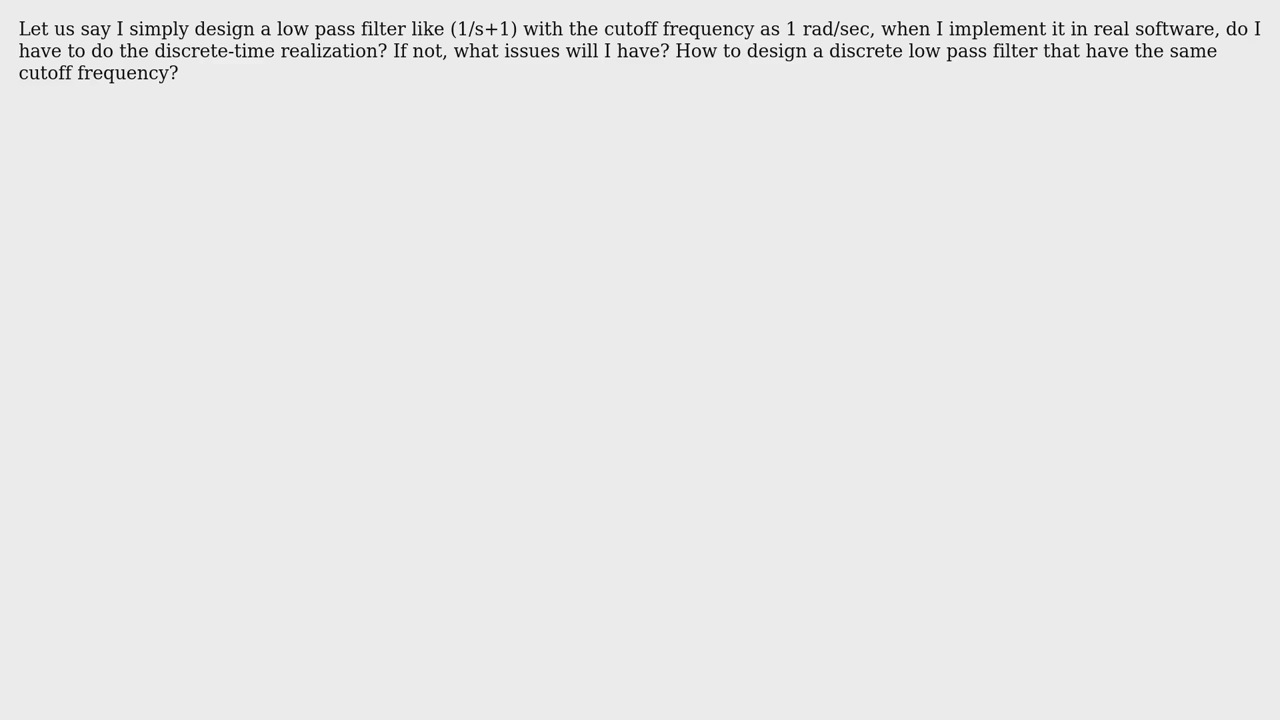 Let us say I simply design a low pass filter like (1/s+1) with the cutoff frequency as 1 rad/sec, when I implement it in real software, do I
have to do the discrete-time realization? If not, what issues will I have? How to design a discrete low pass filter that have the same
cutoff frequency?